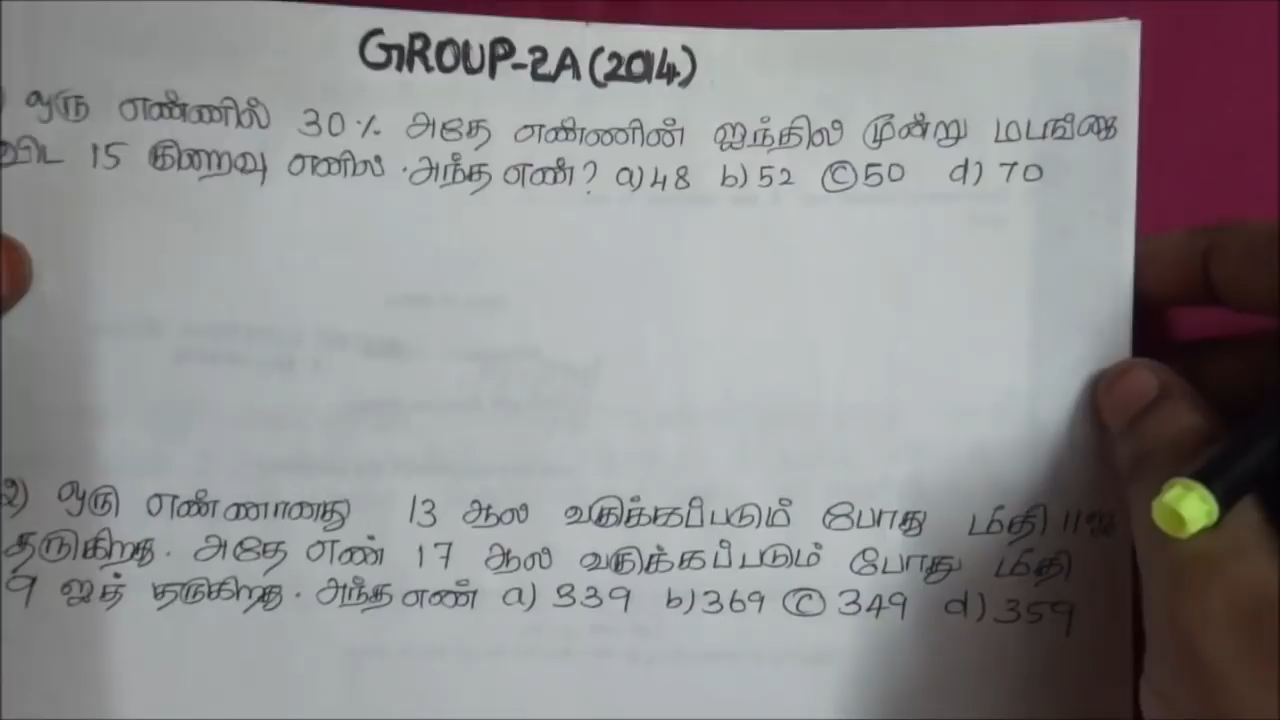 GROUP-2A (2014)
ஒரு எண்ணில் 30% அதே எண்ணின் ஐந்தில் மூன்று மடங்கை
விட 15 குறைவு எனில் அந்த எண்? a) 48 b) 52 c) 50 d) 70
2) ஒரு எண்ணானது 13 ஆல் வகுக்கப்படும் போது மீதி 11 ஐ
தருகிறது. அதே எண் 17 ஆல் வகுக்கப்படும் போது மீதி
9 ஐத் தருகிறது. அந்த எண் a) 339 b) 369 c) 349 d) 359